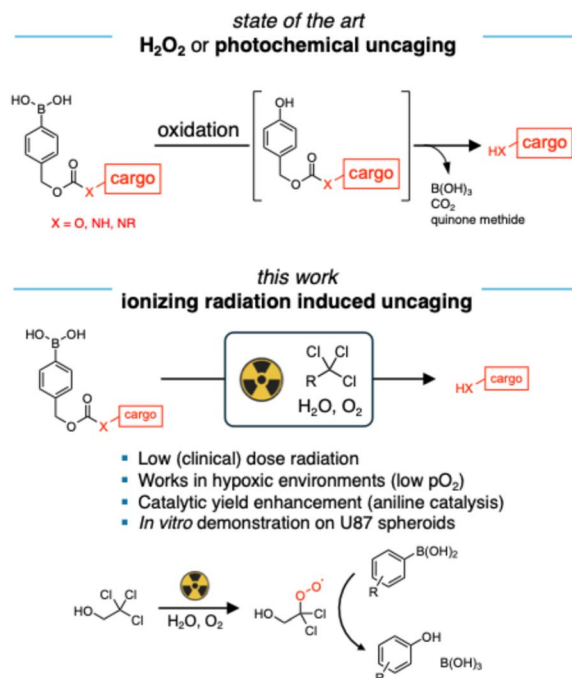 state of the art
H₂O₂ or photochemical uncaging
HO B OH
oxidation
OH
O O X cargo
X = O, NH, NR
O O X cargo
HX cargo
B(OH)₃
CO₂
quinone methide
this work
ionizing radiation induced uncaging
HO B OH
O O X cargo
Cl Cl Cl R
H₂O, O₂
HX cargo
▪ Low (clinical) dose radiation
▪ Works in hypoxic environments (low pO₂)
▪ Catalytic yield enhancement (aniline catalysis)
▪ In vitro demonstration on U87 spheroids
HO Cl Cl Cl
H₂O, O₂
HO O O· Cl Cl
R B(OH)₂
R OH B(OH)₃